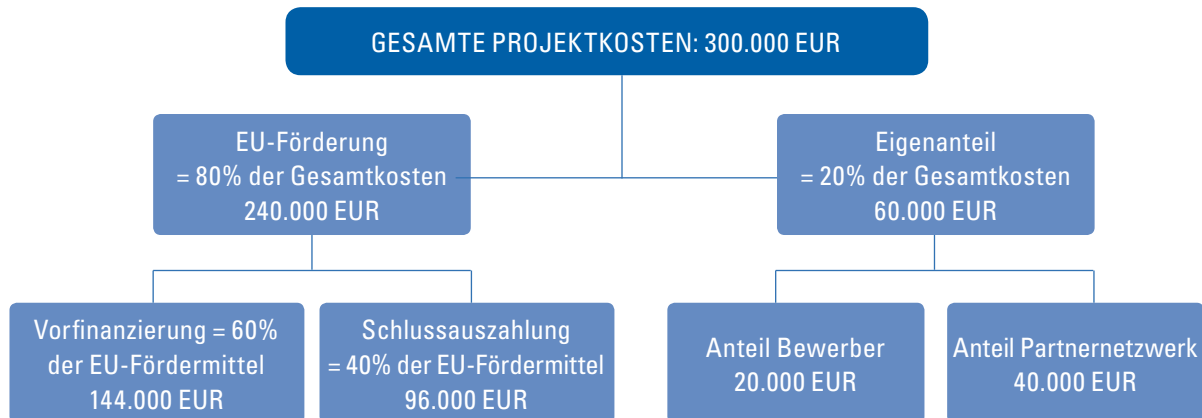 GESAMTE PROJEKTKOSTEN: 300.000 EUR
EU-Förderung
= 80% der Gesamtkosten
240.000 EUR
Eigenanteil
= 20% der Gesamtkosten
60.000 EUR
Vorfinanzierung = 60%
der EU-Fördermittel
144.000 EUR
Schlussauszahlung
= 40% der EU-Fördermittel
96.000 EUR
Anteil Bewerber
20.000 EUR
Anteil Partnernetzwerk
40.000 EUR